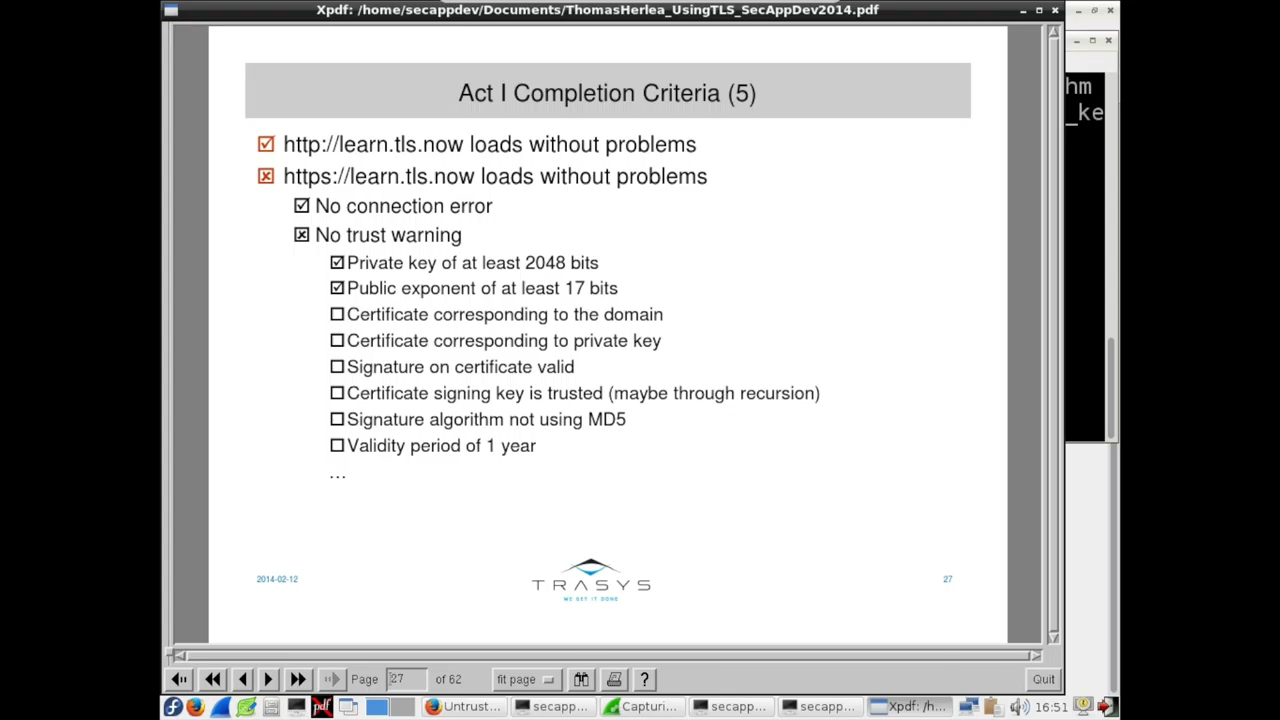 Xpdf: /home/secappdev/Documents/ThomasHerlea_UsingTLS_SecAppDev2014.pdf
hm
_ke
Act I Completion Criteria (5)
http://learn.tls.now loads without problems
https://learn.tls.now loads without problems
No connection error
No trust warning
Private key of at least 2048 bits
Public exponent of at least 17 bits
Certificate corresponding to the domain
Certificate corresponding to private key
Signature on certificate valid
Certificate signing key is trusted (maybe through recursion)
Signature algorithm not using MD5
Validity period of 1 year
...
2014-02-12
TRASYS
WE GET IT DONE
27
Page 27 of 62 fit page ? Quit
pdf Untrust... secapp... Capturi... secapp... secapp... Xpdf: /h... 16:51